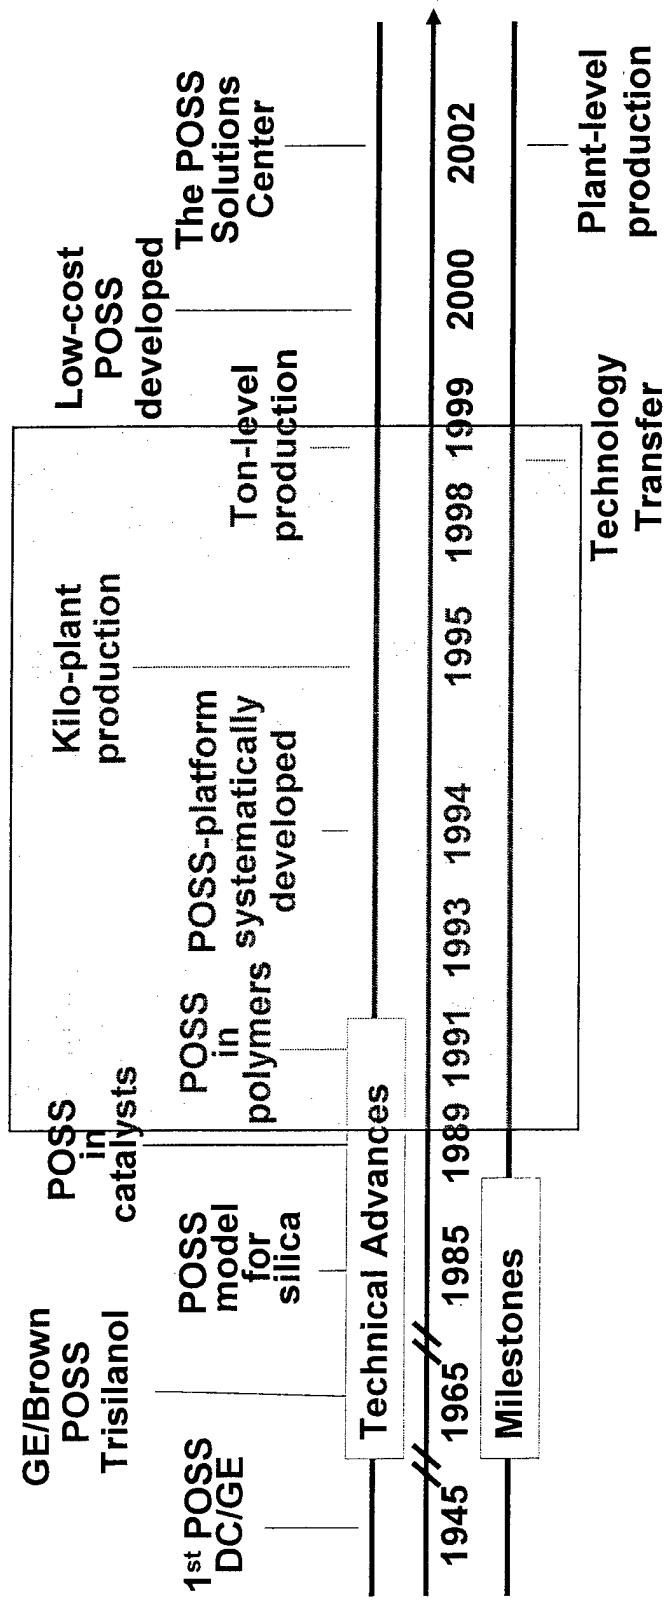 1st POSS
DC/GE
GE/Brown
POSS
Trisilanol
POSS
model
for
silica
POSS
in
catalysts
POSS
in
polymers
POSS-platform
systematically
developed
Kilo-plant
production
Ton-level
production
Low-cost
POSS
developed
The POSS
Solutions
Center
Technical Advances
1945 1965 1985 1989 1991 1993 1994 1995 1998 1999 2000 2002
Milestones
Technology
Transfer
Plant-level
production